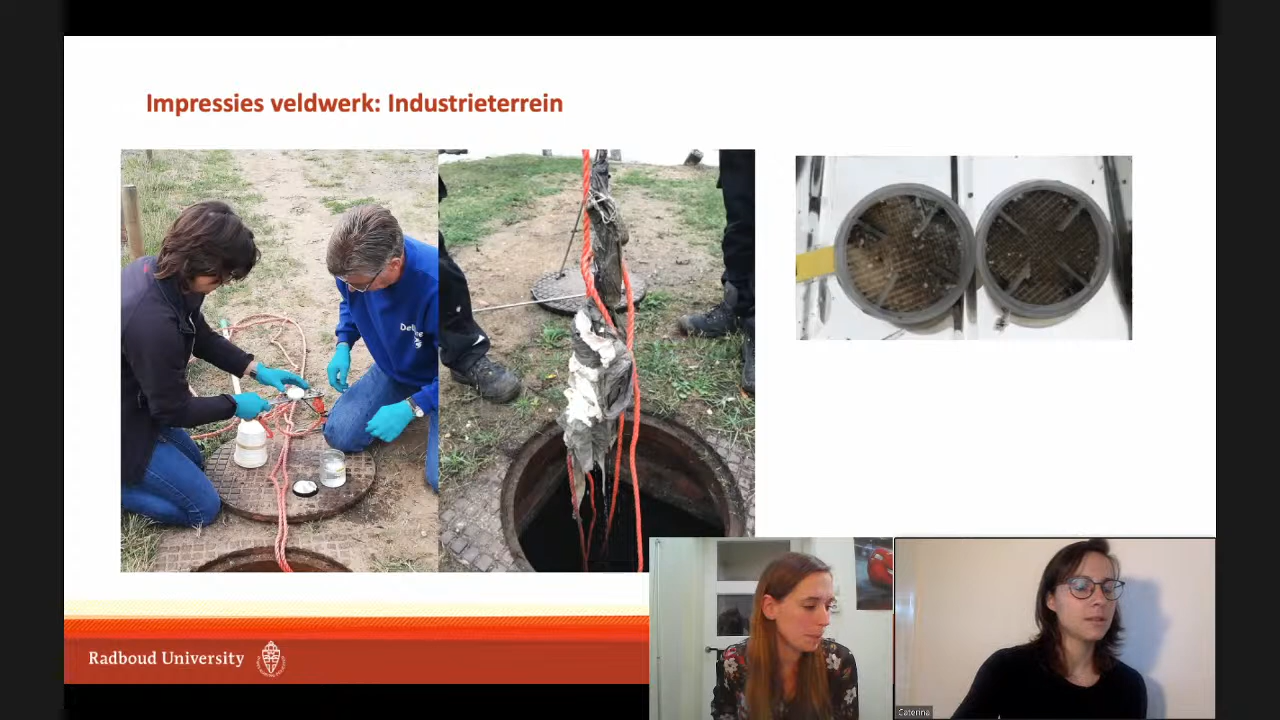 Impressies veldwerk: Industrieterrein
Radboud University
Caterina